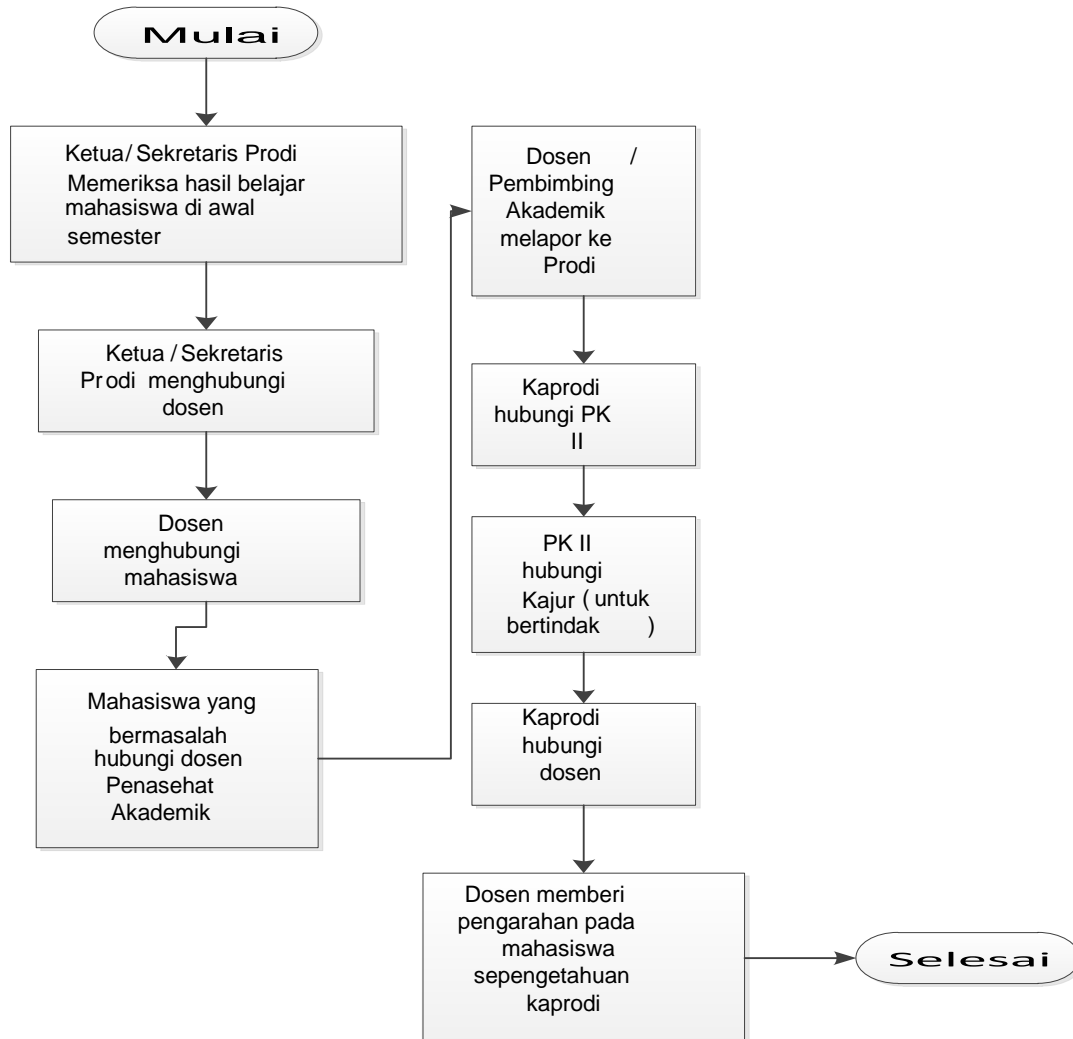 Mulai
Ketua/Sekretaris Prodi
Memeriksa hasil belajar
mahasiswa di awal
semester
Ketua / Sekretaris
Prodi menghubungi
dosen
Dosen
menghubungi
mahasiswa
Mahasiswa yang
bermasalah
hubungi dosen
Penasehat
Akademik
Dosen /
Pembimbing
Akademik
melapor ke
Prodi
Kaprodi
hubungi PK
II
PK II
hubungi
Kajur ( untuk
bertindak )
Kaprodi
hubungi
dosen
Dosen memberi
pengarahan pada
mahasiswa
sepengetahuan
kaprodi
Selesai